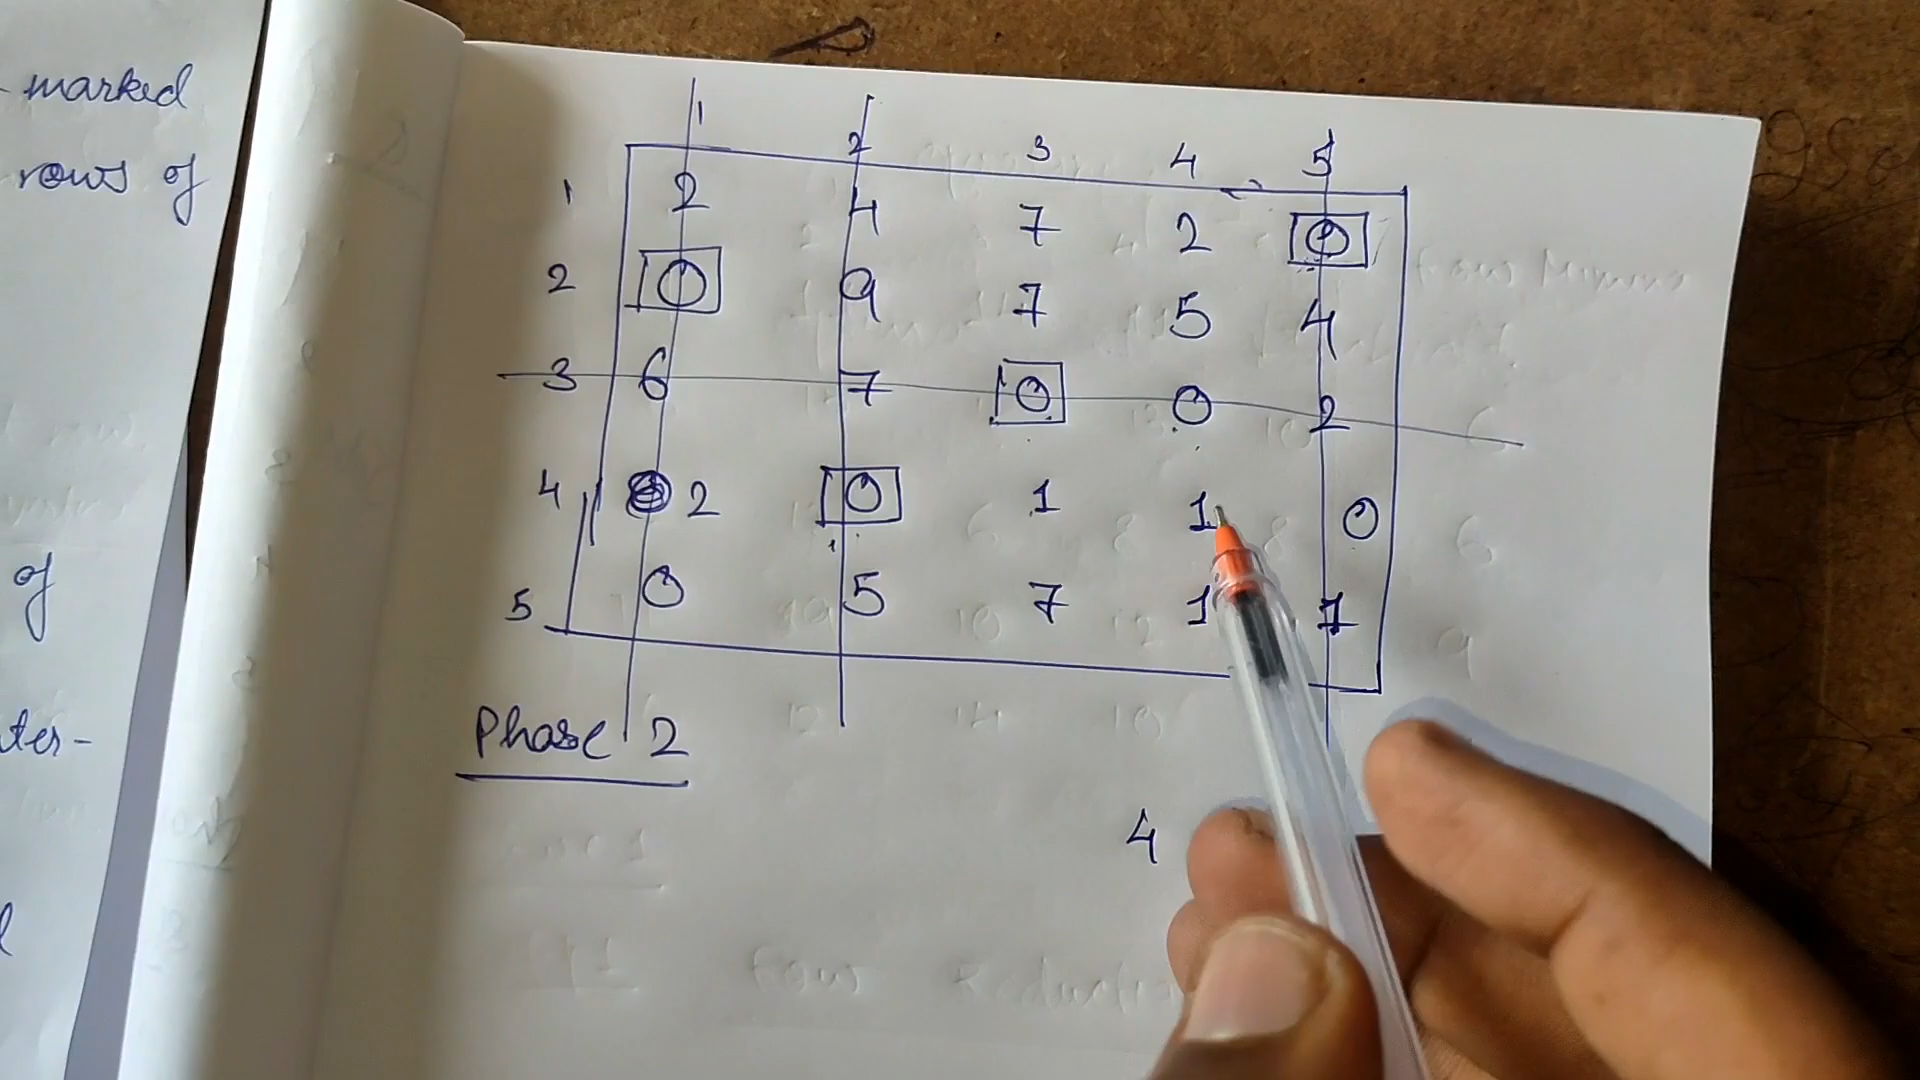 marked
rows of
of
1 2 3 4 5
1 2 4 7 2 0
2 0 9 7 5 4
3 6 7 0 0 2
4 2 0 1 1 0
5 0 5 7 1 7
Phase 2
4